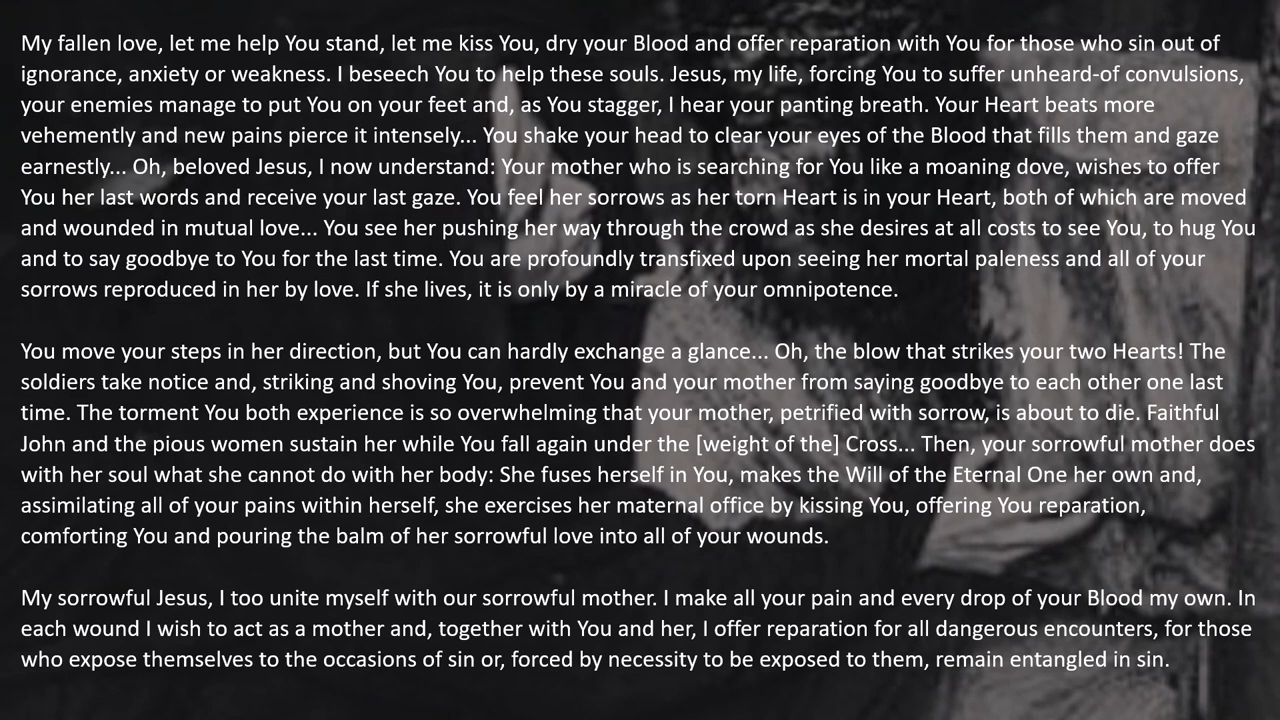 My fallen love, let me help You stand, let me kiss You, dry your Blood and offer reparation with You for those who sin out of
ignorance, anxiety or weakness. I beseech You to help these souls. Jesus, my life, forcing You to suffer unheard-of convulsions,
your enemies manage to put You on your feet and, as You stagger, I hear your panting breath. Your Heart beats more
vehemently and new pains pierce it intensely... You shake your head to clear your eyes of the Blood that fills them and gaze
earnestly... Oh, beloved Jesus, I now understand: Your mother who is searching for You like a moaning dove, wishes to offer
You her last words and receive your last gaze. You feel her sorrows as her torn Heart is in your Heart, both of which are moved
and wounded in mutual love... You see her pushing her way through the crowd as she desires at all costs to see You, to hug You
and to say goodbye to You for the last time. You are profoundly transfixed upon seeing her mortal paleness and all of your
sorrows reproduced in her by love. If she lives, it is only by a miracle of your omnipotence.
You move your steps in her direction, but You can hardly exchange a glance... Oh, the blow that strikes your two Hearts! The
soldiers take notice and, striking and shoving You, prevent You and your mother from saying goodbye to each other one last
time. The torment You both experience is so overwhelming that your mother, petrified with sorrow, is about to die. Faithful
John and the pious women sustain her while You fall again under the [weight of the] Cross... Then, your sorrowful mother does
with her soul what she cannot do with her body: She fuses herself in You, makes the Will of the Eternal One her own and,
assimilating all of your pains within herself, she exercises her maternal office by kissing You, offering You reparation,
comforting You and pouring the balm of her sorrowful love into all of your wounds.
My sorrowful Jesus, I too unite myself with our sorrowful mother. I make all your pain and every drop of your Blood my own. In
each wound I wish to act as a mother and, together with You and her, I offer reparation for all dangerous encounters, for those
who expose themselves to the occasions of sin or, forced by necessity to be exposed to them, remain entangled in sin.